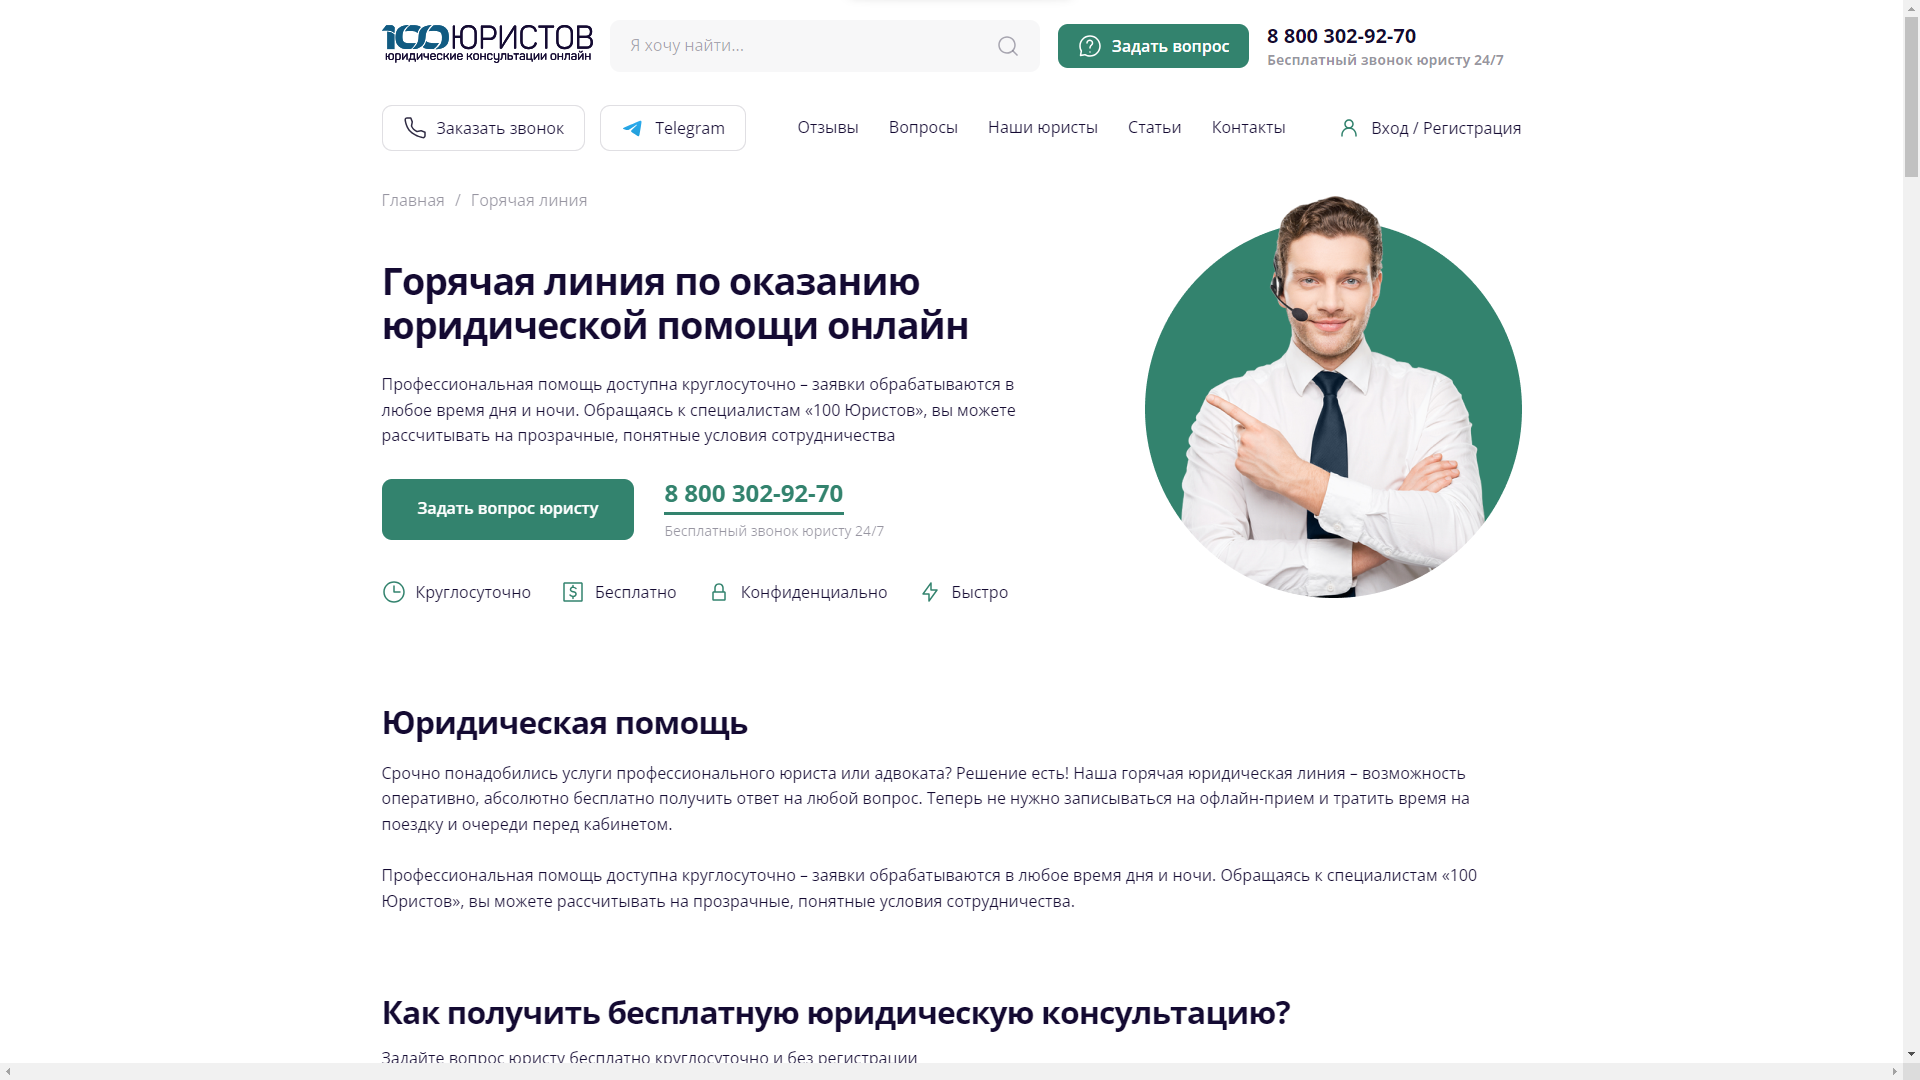 100ЮРИСТОВ
юридические консультации онлайн
Я хочу найти...
Задать вопрос
8 800 302-92-70
Бесплатный звонок юристу 24/7
Заказать звонок
Telegram
Отзывы
Вопросы
Наши юристы
Статьи
Контакты
Вход / Регистрация
Главная / Горячая линия
Горячая линия по оказанию
юридической помощи онлайн
Профессиональная помощь доступна круглосуточно – заявки обрабатываются в
любое время дня и ночи. Обращаясь к специалистам «100 Юристов», вы можете
рассчитывать на прозрачные, понятные условия сотрудничества
Задать вопрос юристу
8 800 302-92-70
Бесплатный звонок юристу 24/7
Круглосуточно
Бесплатно
Конфиденциально
Быстро
Юридическая помощь
Срочно понадобились услуги профессионального юриста или адвоката? Решение есть! Наша горячая юридическая линия – возможность
оперативно, абсолютно бесплатно получить ответ на любой вопрос. Теперь не нужно записываться на офлайн-прием и тратить время на
поездку и очереди перед кабинетом.
Профессиональная помощь доступна круглосуточно – заявки обрабатываются в любое время дня и ночи. Обращаясь к специалистам «100
Юристов», вы можете рассчитывать на прозрачные, понятные условия сотрудничества.
Как получить бесплатную юридическую консультацию?
Задайте вопрос юристу бесплатно круглосуточно и без регистрации